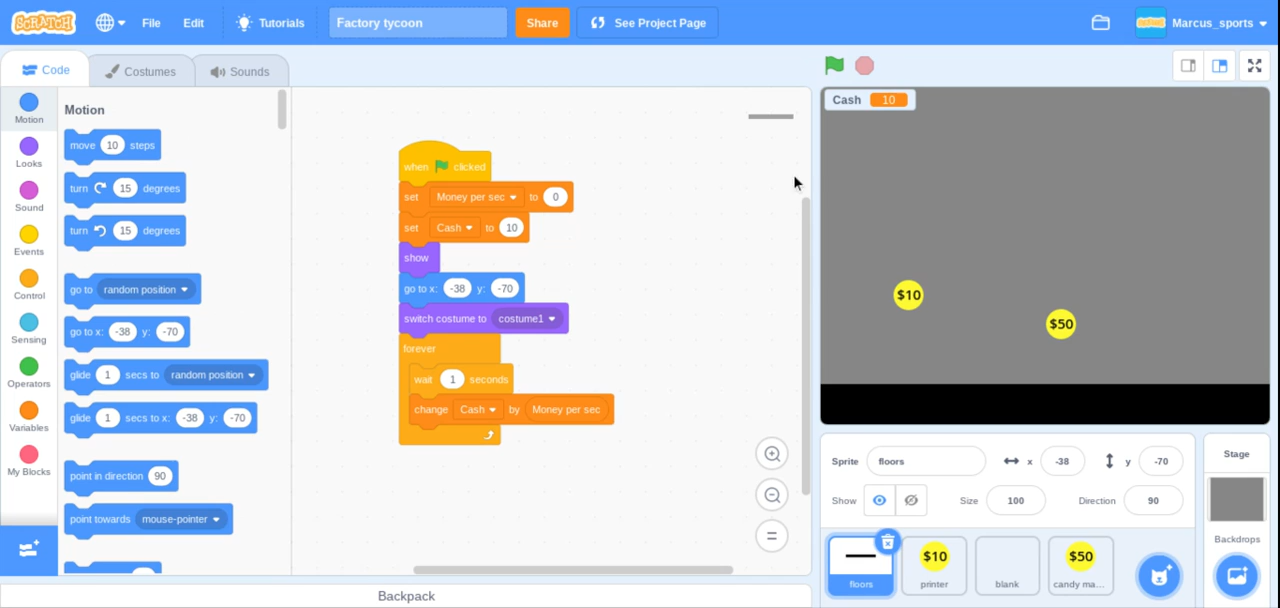 SCRATCH
File
Edit
Tutorials
Factory tycoon
Share
See Project Page
Marcus_sports
Code
Costumes
Sounds
Motion
Looks
Sound
Events
Control
Sensing
Operators
Variables
My Blocks
Motion
move 10 steps
turn 15 degrees
turn 15 degrees
go to random position
go to x: -38 y: -70
glide 1 secs to random position
glide 1 secs to x: -38 y: -70
point in direction 90
point towards mouse-pointer
when clicked
set Money per sec to 0
set Cash to 10
show
go to x: -38 y: -70
switch costume to costume1
forever
wait 1 seconds
change Cash by Money per sec
Backpack
Cash 10
$10
$50
Sprite floors x -38 y -70
Show Size 100 Direction 90
floors
$10
printer
blank
$50
candy ma...
Stage
Backdrops